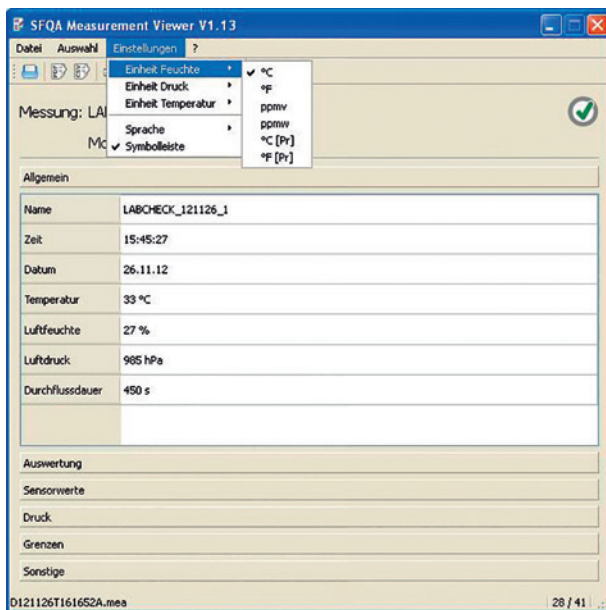 SFQA Measurement Viewer V1.13
Datei Auswahl Einstellungen ?
Einheit Feuchte
Einheit Druck
Einheit Temperatur
Sprache
Symbolleiste
°C
°F
ppmv
ppmw
°C [Pr]
°F [Pr]
Messung: LA
Mo
Allgemein
Name LABCHECK_121126_1
Zeit 15:45:27
Datum 26.11.12
Temperatur 33 °C
Luftfeuchte 27 %
Luftdruck 985 hPa
Durchflussdauer 450 s
Auswertung
Sensorwerte
Druck
Grenzen
Sonstige
D121126T161652A.mea 28 / 41